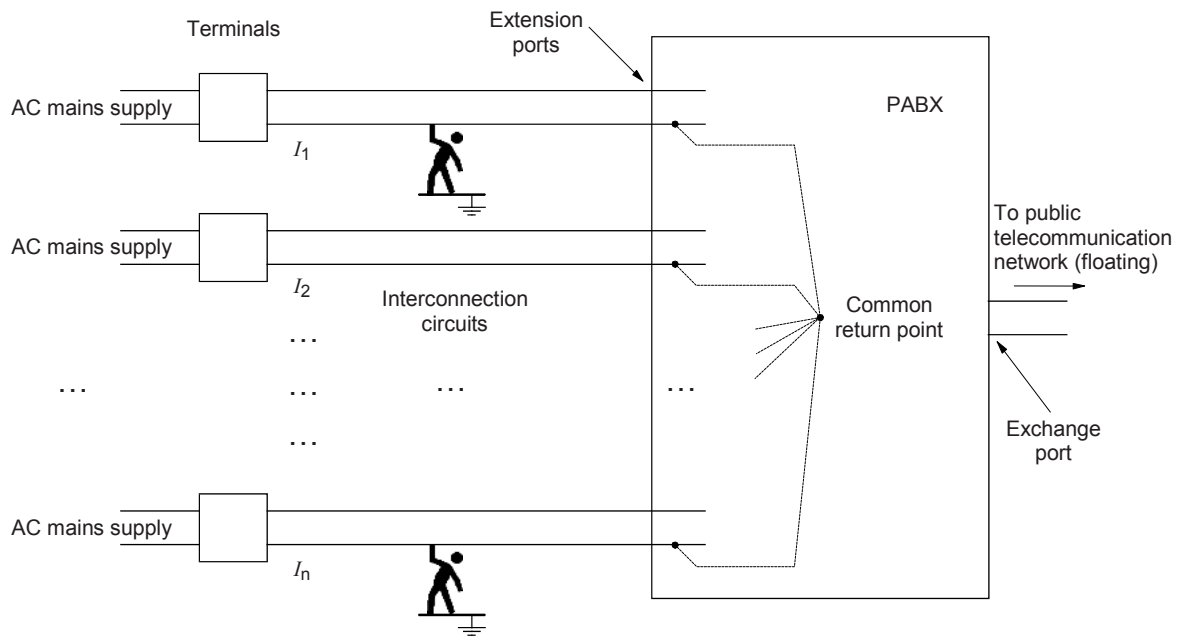 Terminals
Extension
ports
PABX
AC mains supply
I1
AC mains supply
I2
Interconnection
circuits
Common
return point
To public
telecommunication
network (floating)
Exchange
port
...
...
...
...
...
...
AC mains supply
In